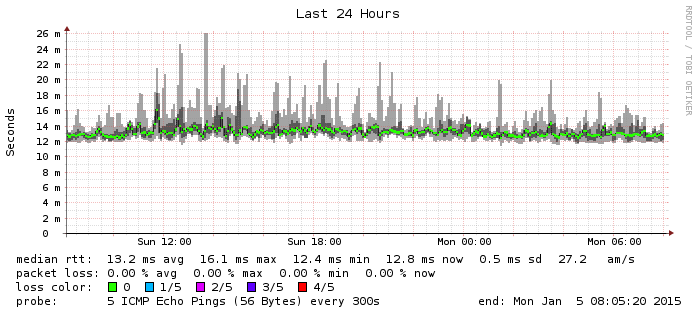 Last 24 Hours
RRDTOOL / TOBI OETIKER
Seconds
26 m
24 m
22 m
20 m
18 m
16 m
14 m
12 m
10 m
8 m
6 m
4 m
2 m
0
Sun 12:00 Sun 18:00 Mon 00:00 Mon 06:00
median rtt: 13.2 ms avg 16.1 ms max 12.4 ms min 12.8 ms now 0.5 ms sd 27.2 am/s
packet loss: 0.00 % avg 0.00 % max 0.00 % min 0.00 % now
loss color: 0 1/5 2/5 3/5 4/5
probe: 5 ICMP Echo Pings (56 Bytes) every 300s end: Mon Jan 5 08:05:20 2015